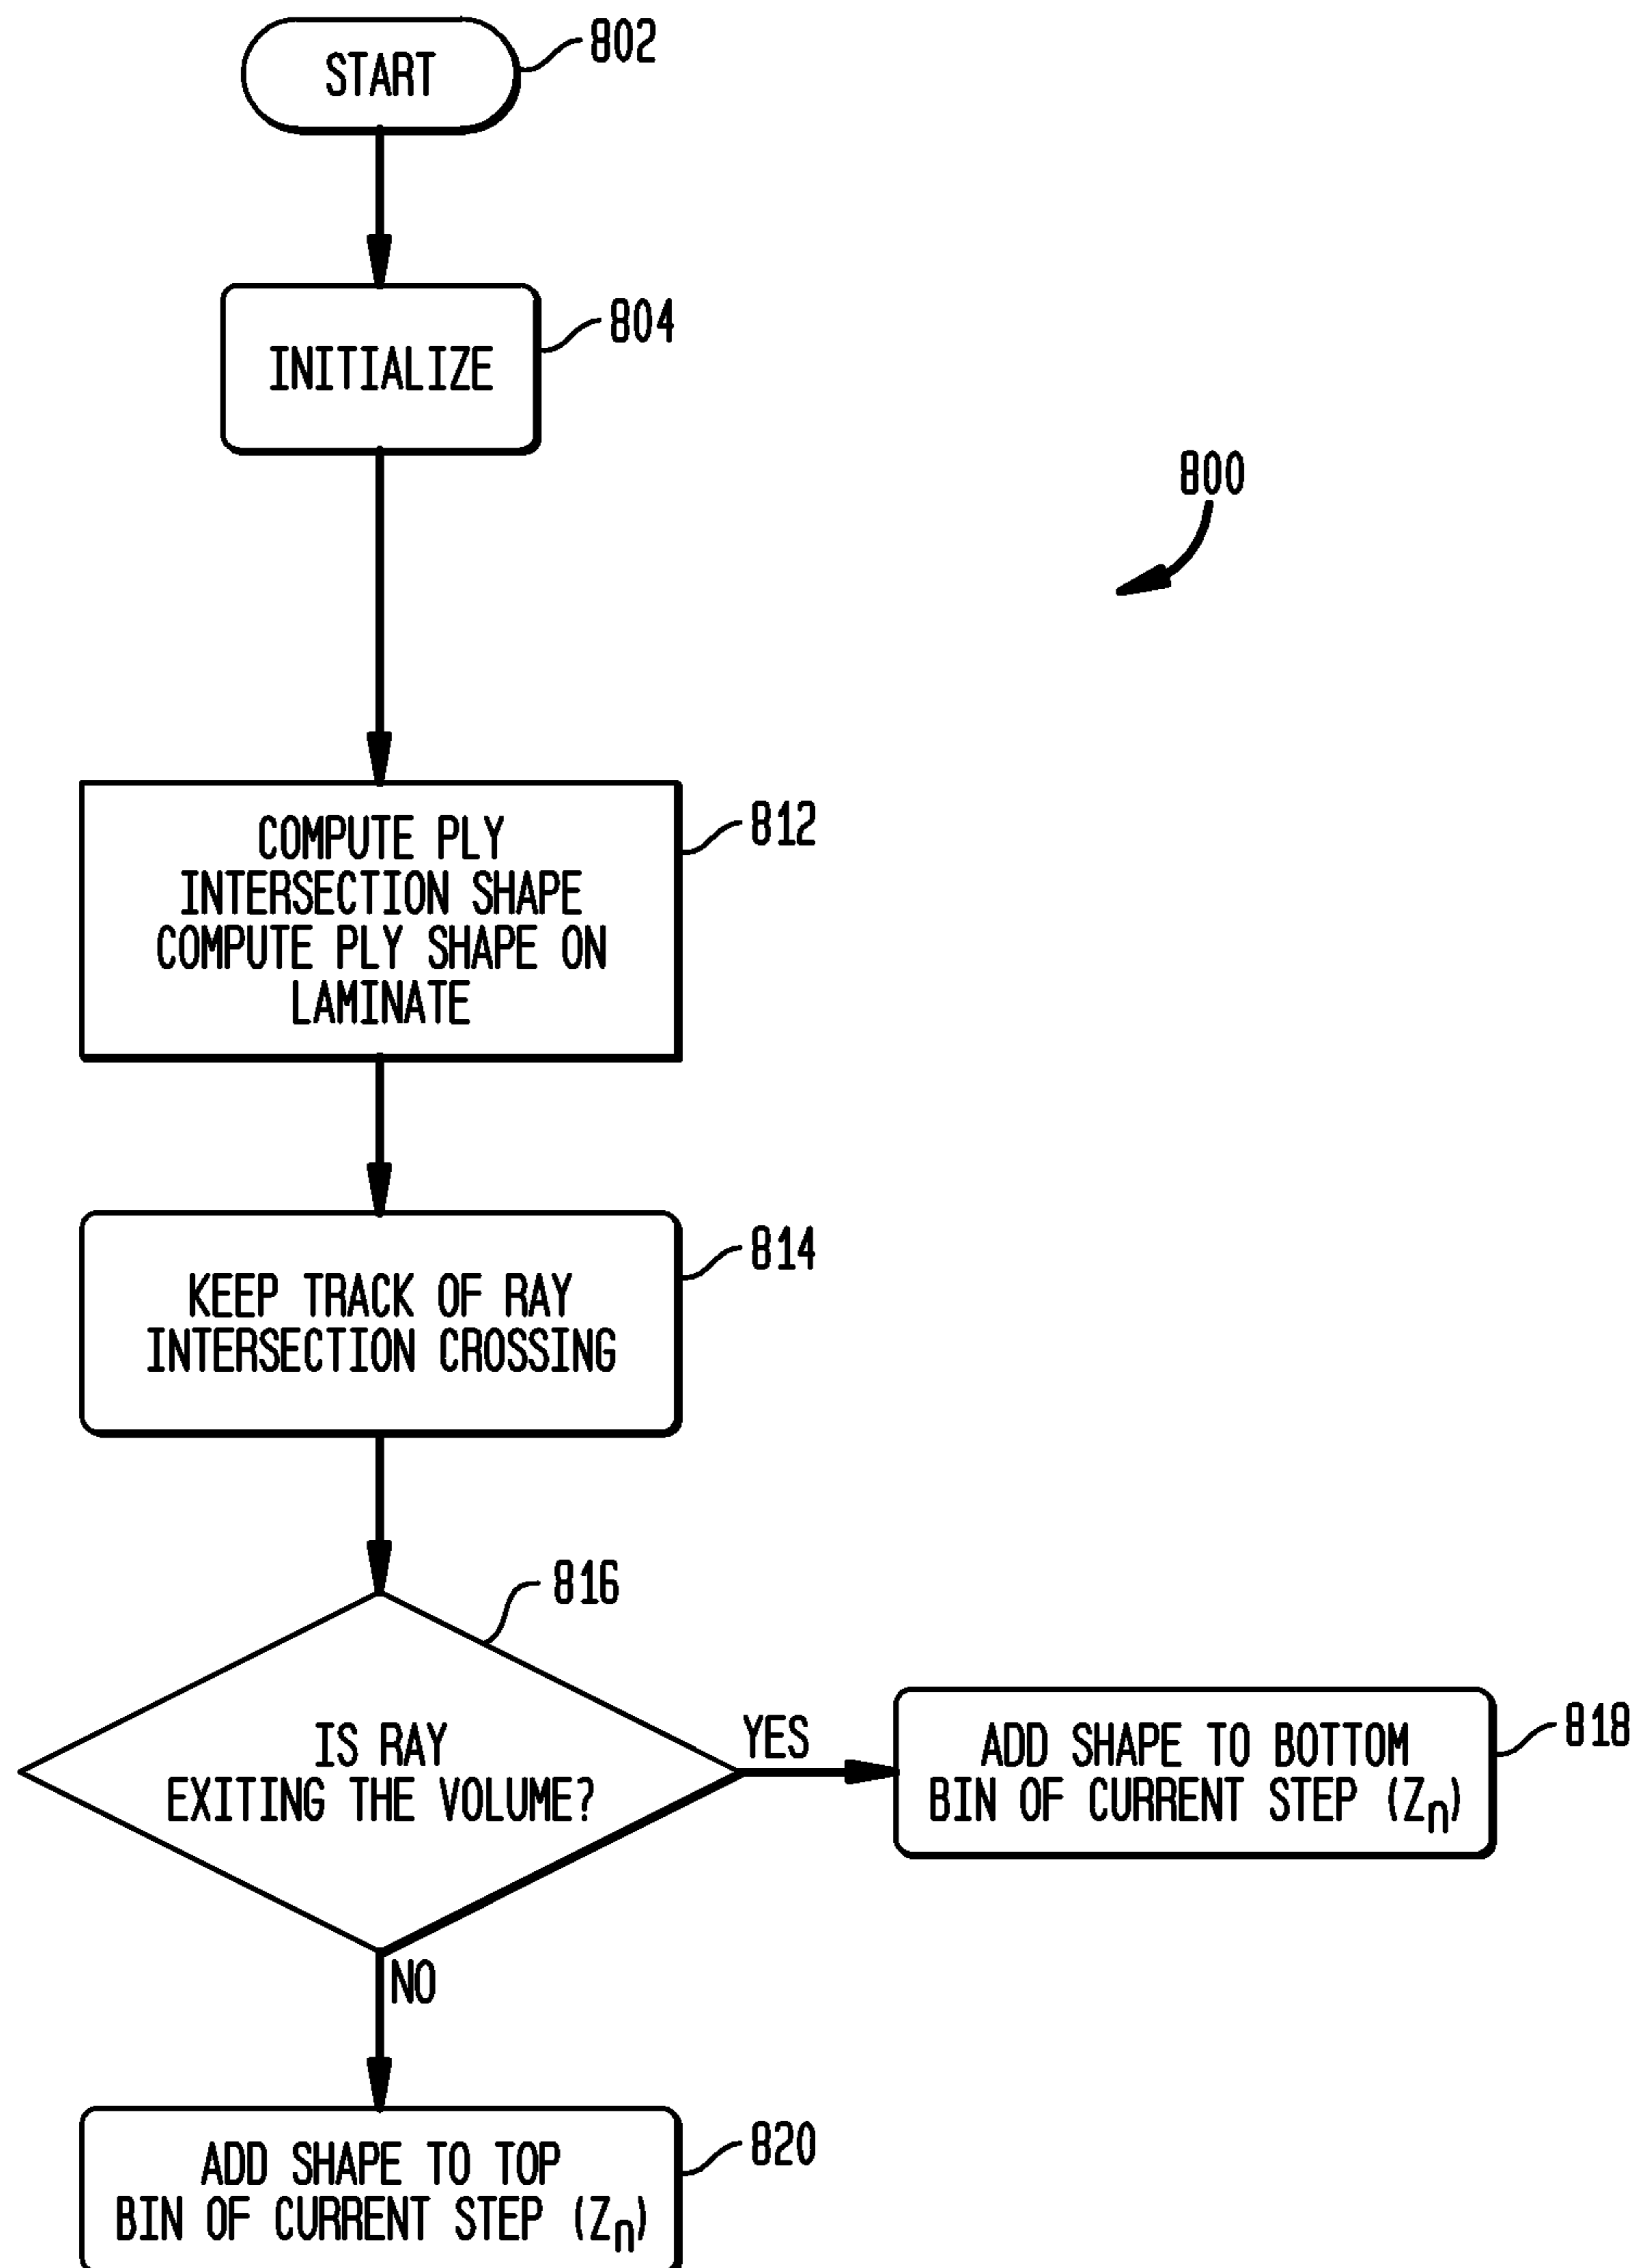 START
802
INITIALIZE
804
800
COMPUTE PLY
INTERSECTION SHAPE
COMPUTE PLY SHAPE ON
LAMINATE
812
KEEP TRACK OF RAY
INTERSECTION CROSSING
814
816
IS RAY
EXITING THE VOLUME?
YES
ADD SHAPE TO BOTTOM
BIN OF CURRENT STEP (Zn)
818
NO
ADD SHAPE TO TOP
BIN OF CURRENT STEP (Zn)
820